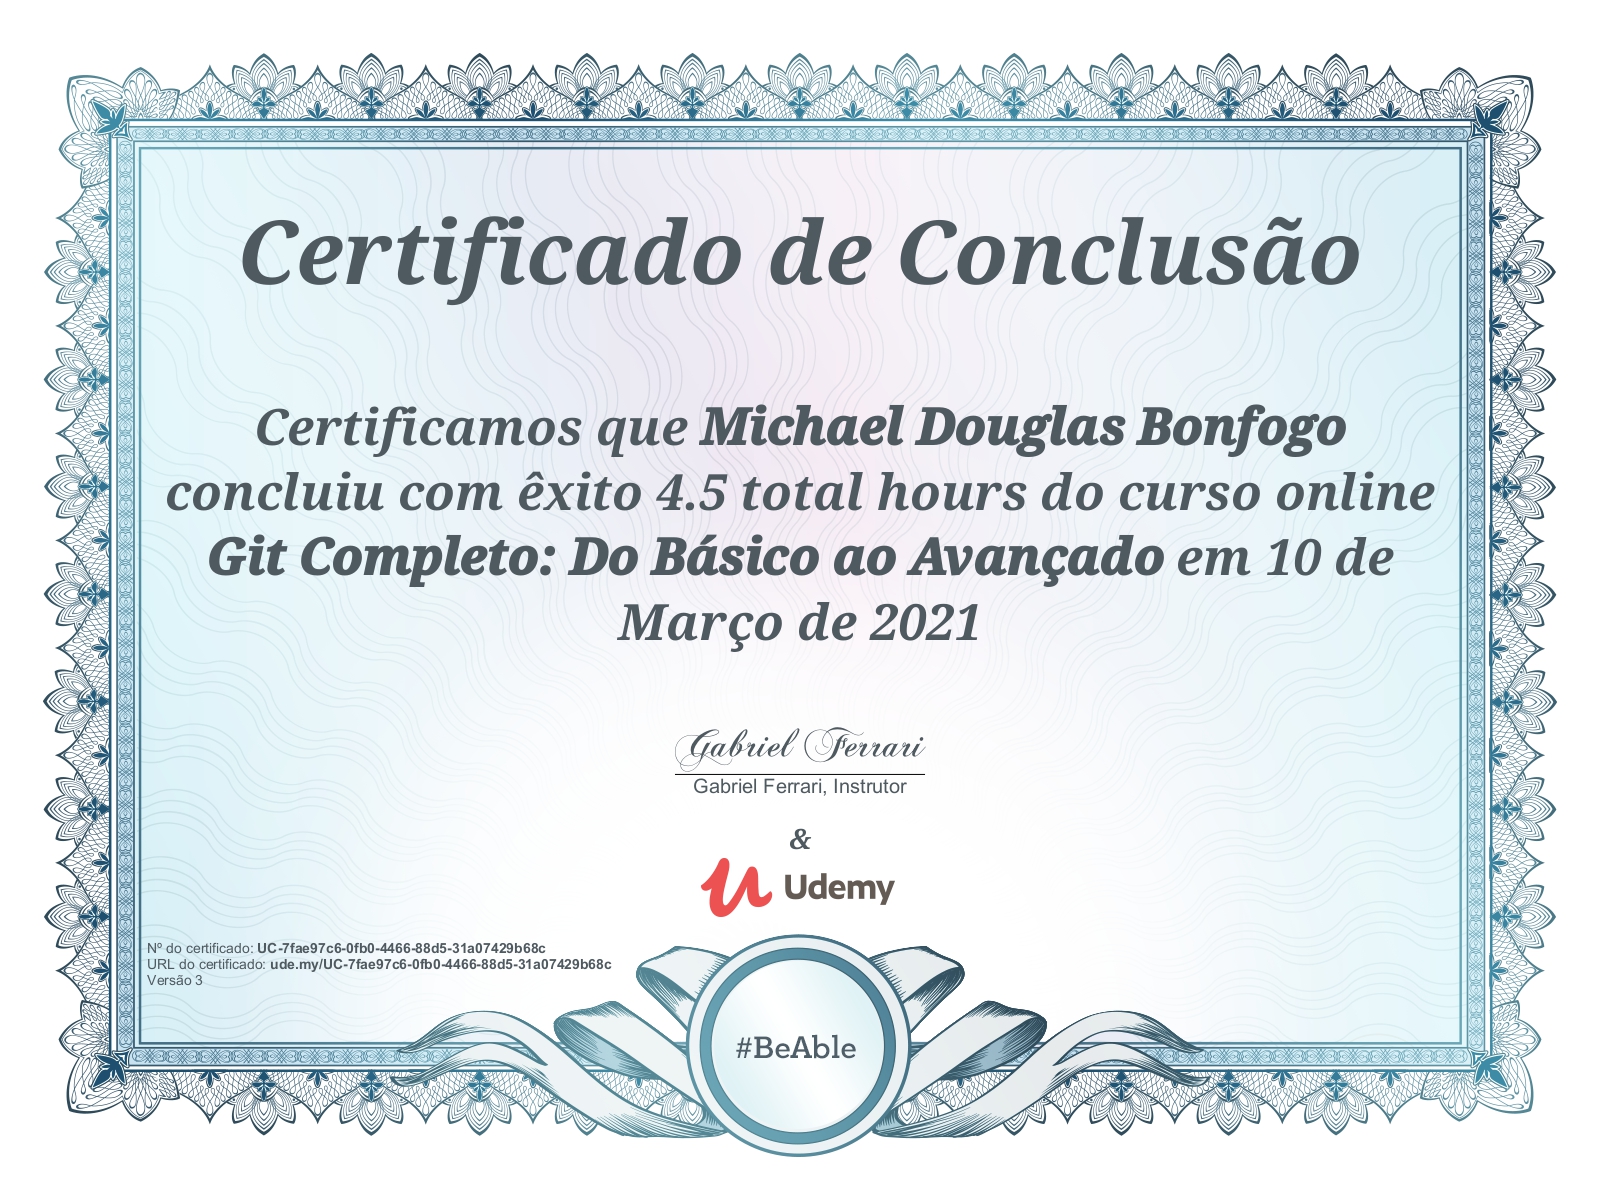 Certificado de Conclusão
Certificamos que Michael Douglas Bonfogo
concluiu com êxito 4.5 total hours do curso online
Git Completo: Do Básico ao Avançado em 10 de
Março de 2021
Gabriel Ferrari
Gabriel Ferrari, Instrutor
&
Udemy
Nº do certificado: UC-7fae97c6-0fb0-4466-88d5-31a07429b68c
URL do certificado: ude.my/UC-7fae97c6-0fb0-4466-88d5-31a07429b68c
Versão 3
#BeAble